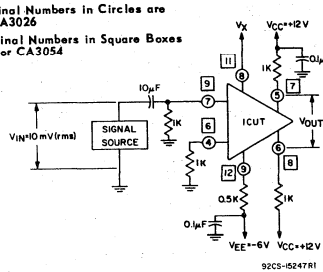 inal Numbers in Circles are
A3026
inal Numbers in Square Boxes
or CA3054
VX
VCC=+12V
11
8
1K
0.1μ
10μF
9
7
7
5
ICUT
VIN=10 mV (rms)
SIGNAL
SOURCE
1K
6
4
VOUT
6
12
9
8
1K
0.5K
1K
0.1μF
VEE=-6V
VCC=+12V
92CS-15247R1